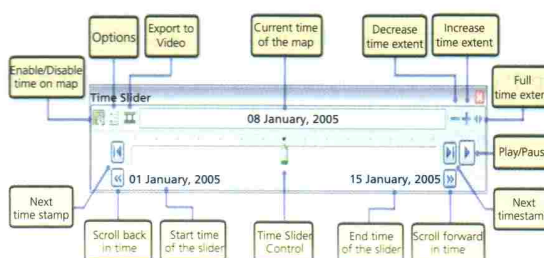 Options
Export to
Video
Current time
of the map
Decrease
time extent
Increase
time extent
Enable/Disable
time on map
Full
time exter
Time Slider
08 January, 2005
Play/Paus
01 January, 2005
15 January, 2005
Next
time stamp
Next
timestam
Scroll back
in time
Start time
of the slider
Time Slider
Control
End time
of the slider
Scroll forward
in time